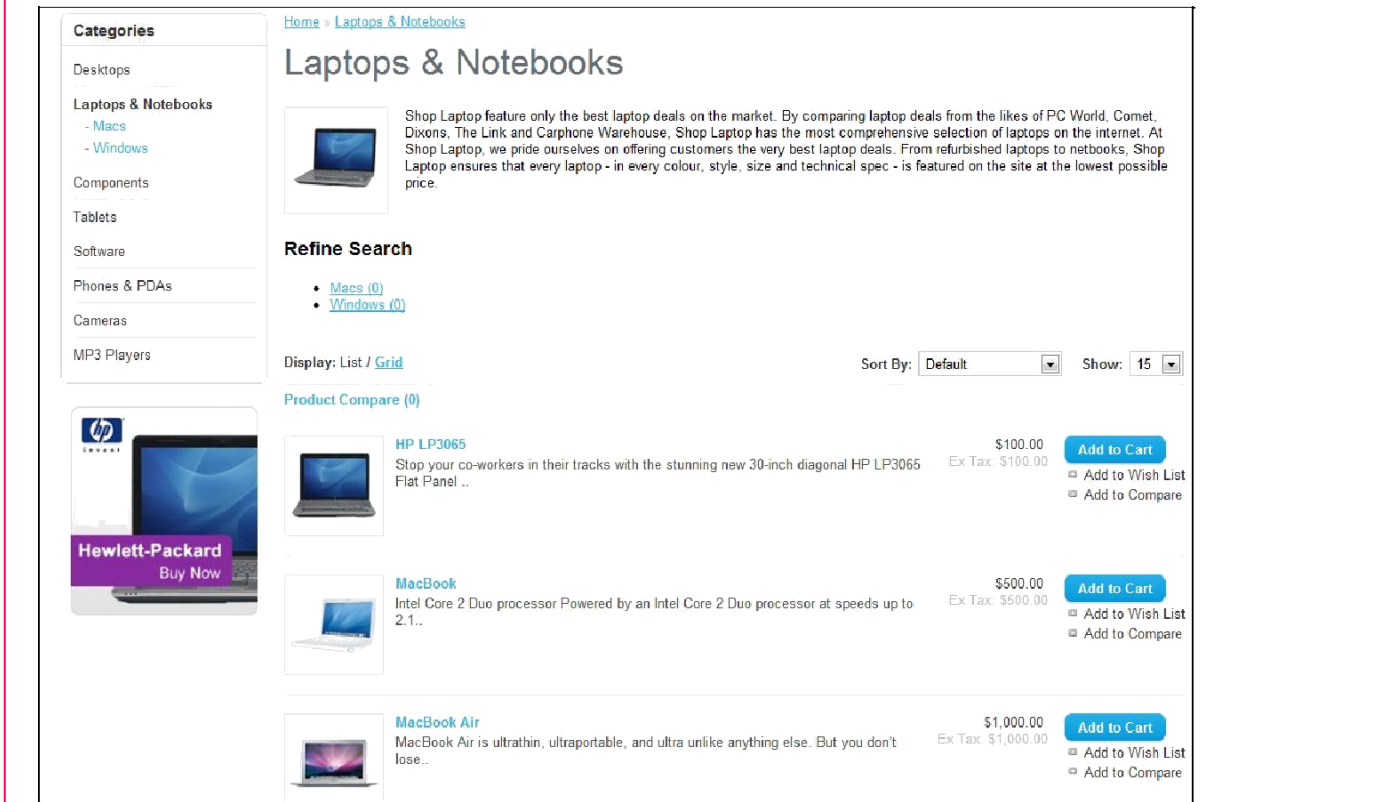 Categories
Desktops
Laptops & Notebooks
- Macs
- Windows
Components
Tablets
Software
Phones & PDAs
Cameras
MP3 Players
hp
invent
Hewlett-Packard
Buy Now
Home » Laptops & Notebooks
Laptops & Notebooks
Shop Laptop feature only the best laptop deals on the market. By comparing laptop deals from the likes of PC World, Comet,
Dixons, The Link and Carphone Warehouse, Shop Laptop has the most comprehensive selection of laptops on the internet. At
Shop Laptop, we pride ourselves on offering customers the very best laptop deals. From refurbished laptops to netbooks, Shop
Laptop ensures that every laptop - in every colour, style, size and technical spec - is featured on the site at the lowest possible
price.
Refine Search
• Macs (0)
• Windows (0)
Display: List / Grid
Sort By: Default
Show: 15
Product Compare (0)
HP LP3065
Stop your co-workers in their tracks with the stunning new 30-inch diagonal HP LP3065
Flat Panel ..
$100.00
Ex Tax: $100.00
Add to Cart
Add to Wish List
Add to Compare
MacBook
Intel Core 2 Duo processor Powered by an Intel Core 2 Duo processor at speeds up to
2.1..
$500.00
Ex Tax: $500.00
Add to Cart
Add to Wish List
Add to Compare
MacBook Air
MacBook Air is ultrathin, ultraportable, and ultra unlike anything else. But you don't
lose..
$1,000.00
Ex Tax: $1,000.00
Add to Cart
Add to Wish List
Add to Compare